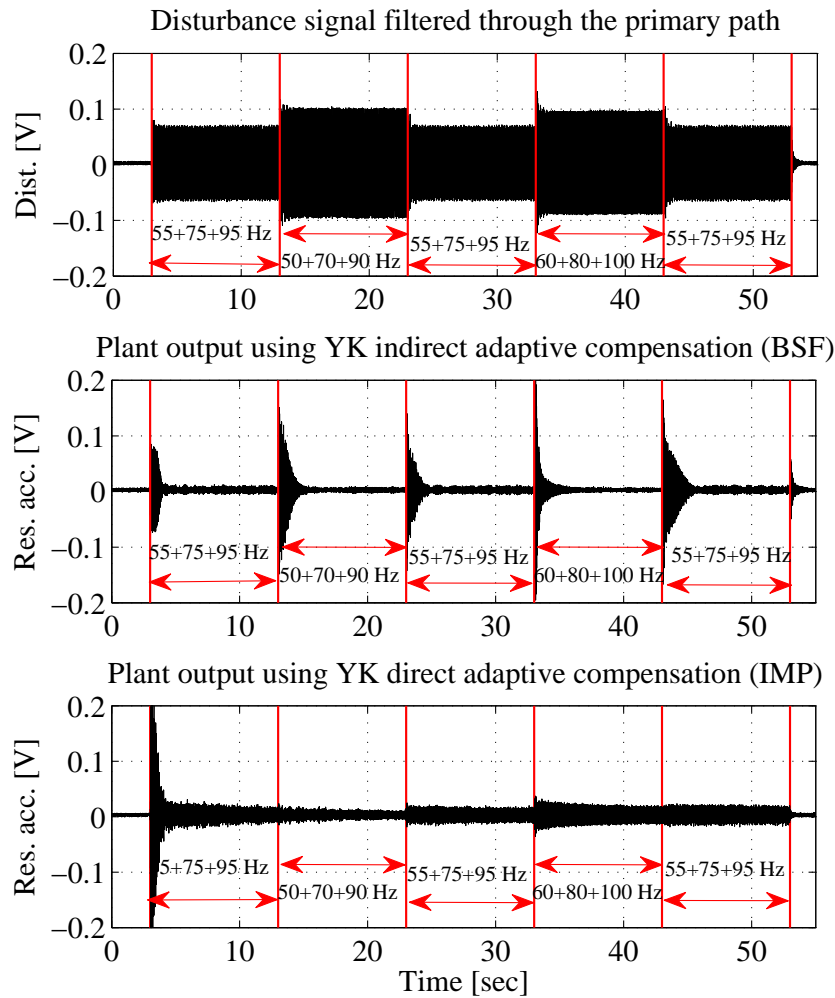 Disturbance signal filtered through the primary path
Dist. [V]
0.2
0.1
0
−0.1
−0.2
55+75+95 Hz
50+70+90 Hz
55+75+95 Hz
60+80+100 Hz
55+75+95 Hz
0 10 20 30 40 50
Plant output using YK indirect adaptive compensation (BSF)
Res. acc. [V]
0.2
0.1
0
−0.1
−0.2
55+75+95 Hz
50+70+90 Hz
55+75+95 Hz
60+80+100 Hz
55+75+95 Hz
0 10 20 30 40 50
Plant output using YK direct adaptive compensation (IMP)
Res. acc. [V]
0.2
0.1
0
−0.1
−0.2
5+75+95 Hz
50+70+90 Hz
55+75+95 Hz
60+80+100 Hz
55+75+95 Hz
0 10 20 30 40 50
Time [sec]